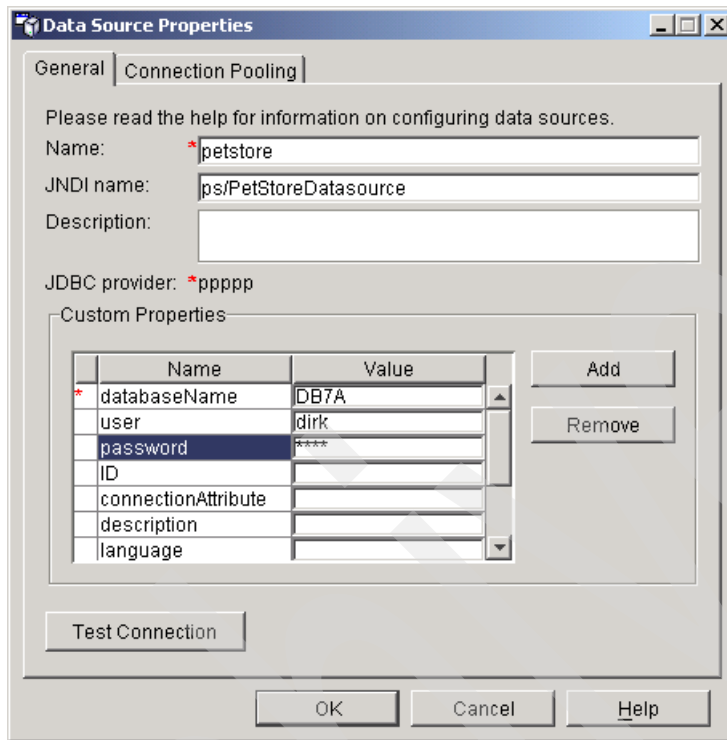 Data Source Properties
General
Connection Pooling
Please read the help for information on configuring data sources.
Name: *petstore
JNDI name: ps/PetStoreDatasource
Description:
JDBC provider: *ppppp
Custom Properties
Name Value
* databaseName DB7A
user dirk
password ****
ID
connectionAttribute
description
language
Add
Remove
Test Connection
OK Cancel Help